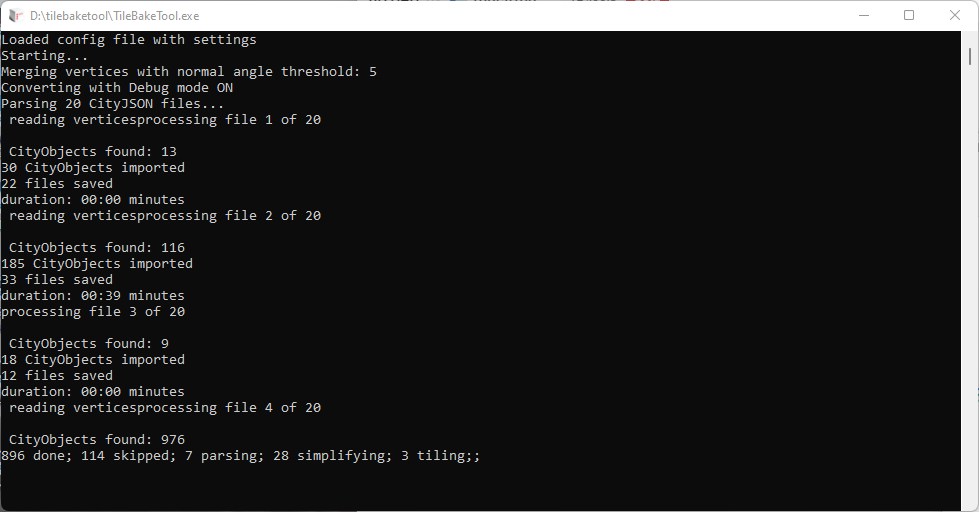 D:\tilebaketool\TileBakeTool.exe
Loaded config file with settings
Starting...
Merging vertices with normal angle threshold: 5
Converting with Debug mode ON
Parsing 20 CityJSON files...
reading verticesprocessing file 1 of 20
CityObjects found: 13
30 CityObjects imported
22 files saved
duration: 00:00 minutes
reading verticesprocessing file 2 of 20
CityObjects found: 116
185 CityObjects imported
33 files saved
duration: 00:39 minutes
processing file 3 of 20
CityObjects found: 9
18 CityObjects imported
12 files saved
duration: 00:00 minutes
reading verticesprocessing file 4 of 20
CityObjects found: 976
896 done; 114 skipped; 7 parsing; 28 simplifying; 3 tiling;;